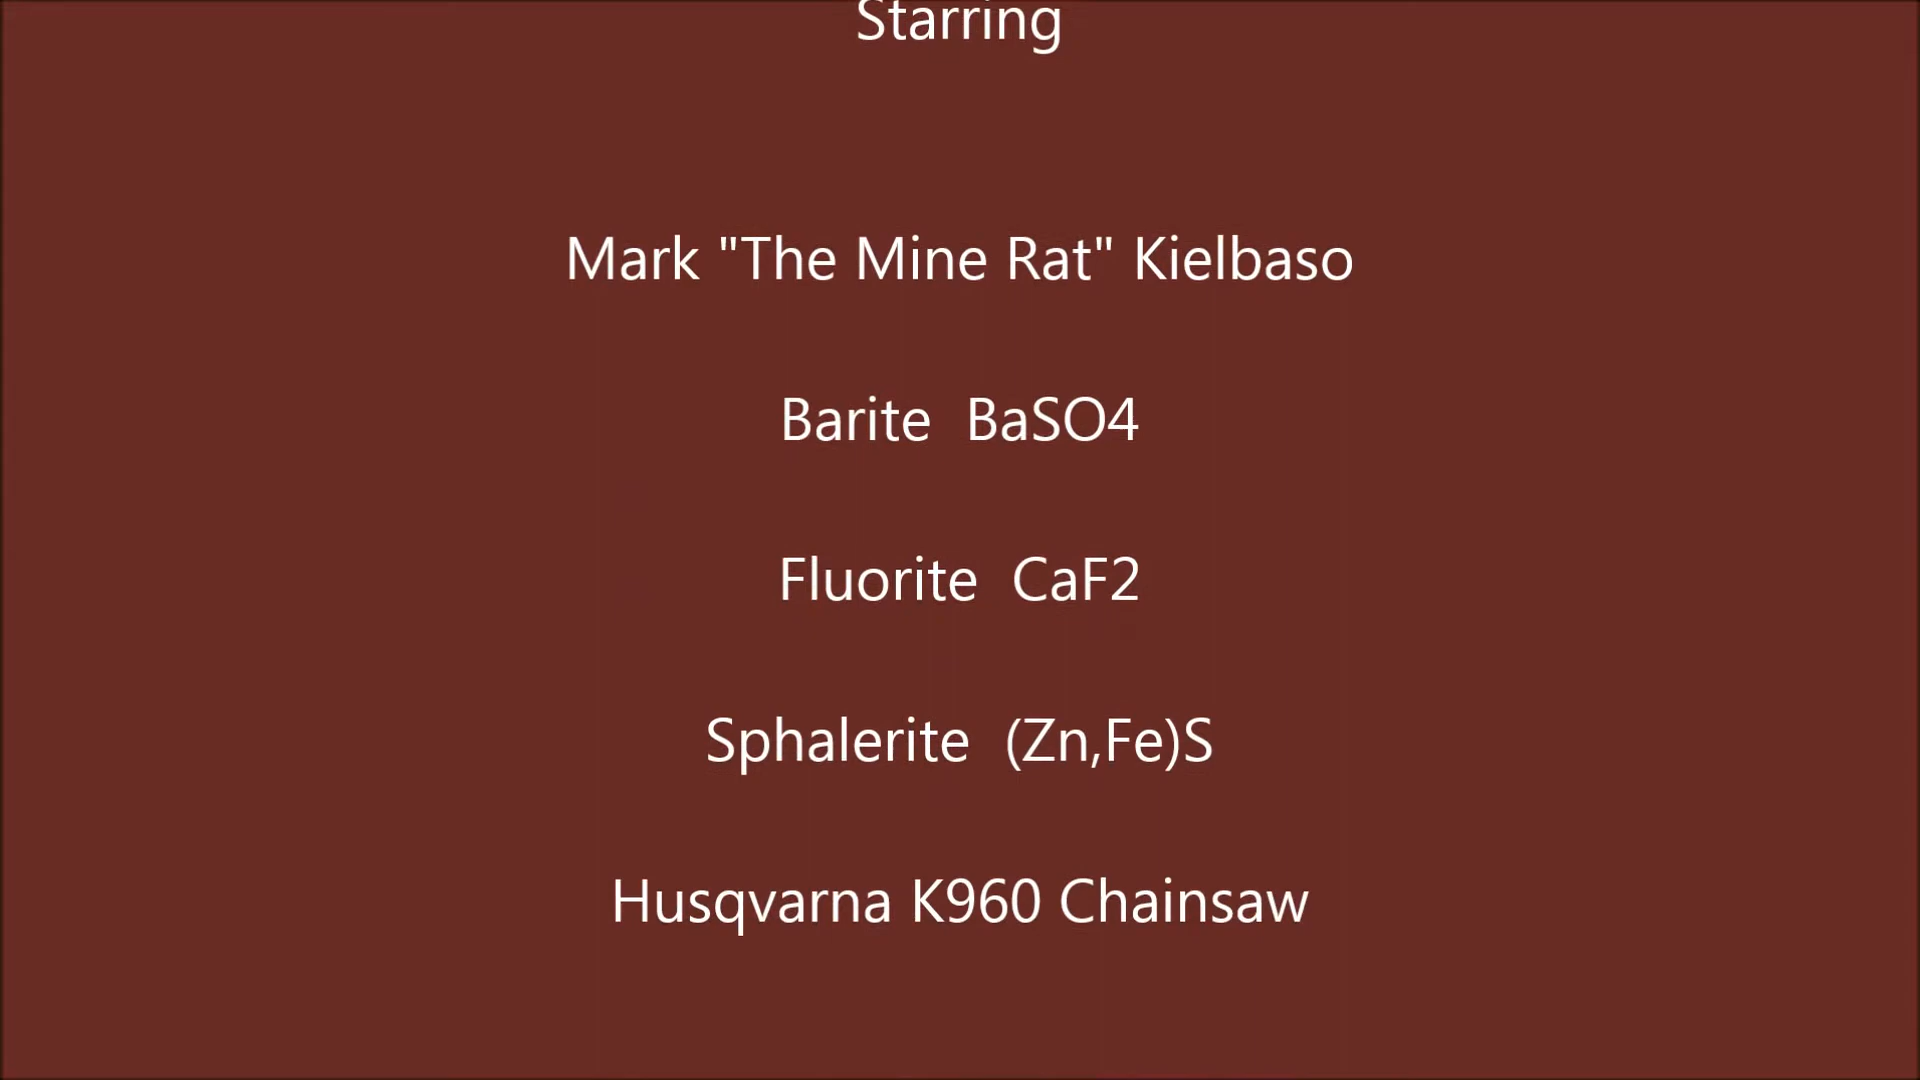 Starring
Mark "The Mine Rat" Kielbaso
Barite  BaSO4
Fluorite  CaF2
Sphalerite  (Zn,Fe)S
Husqvarna K960 Chainsaw